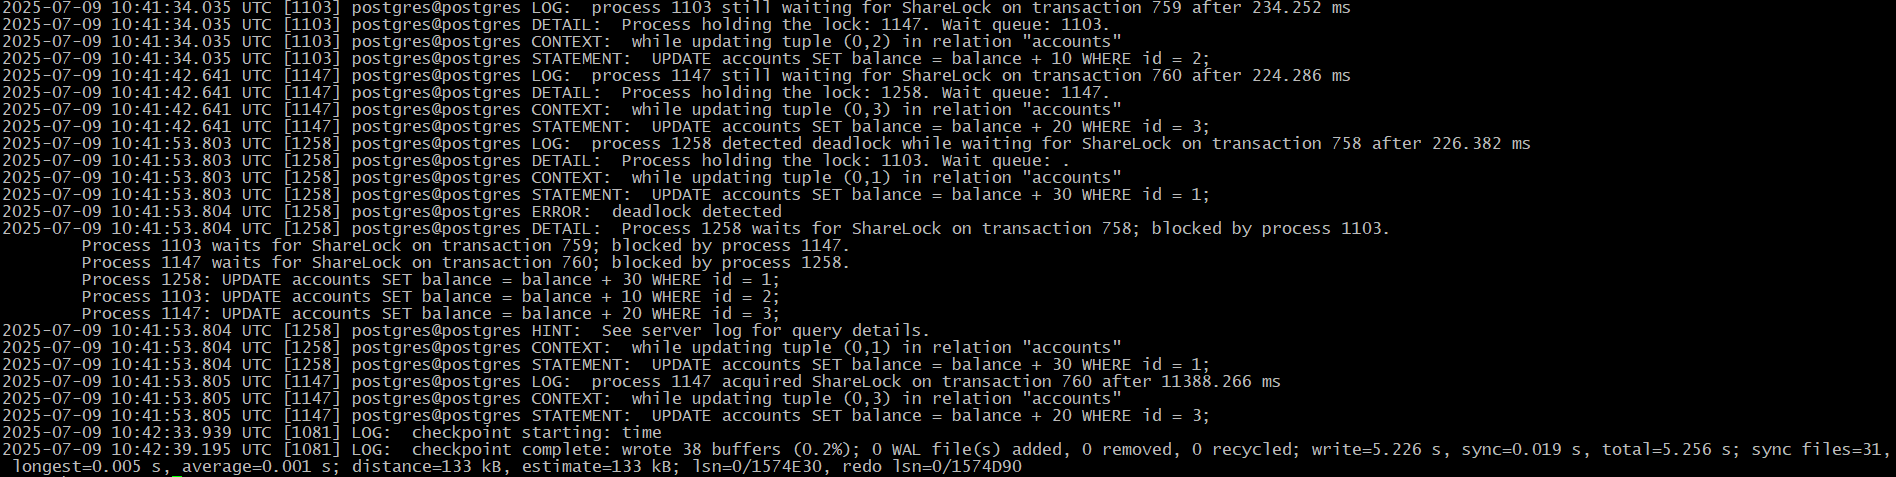 2025-07-09 10:41:34.035 UTC [1103] postgres@postgres LOG:  process 1103 still waiting for ShareLock on transaction 759 after 234.252 ms
2025-07-09 10:41:34.035 UTC [1103] postgres@postgres DETAIL:  Process holding the lock: 1147. Wait queue: 1103.
2025-07-09 10:41:34.035 UTC [1103] postgres@postgres CONTEXT:  while updating tuple (0,2) in relation "accounts"
2025-07-09 10:41:34.035 UTC [1103] postgres@postgres STATEMENT:  UPDATE accounts SET balance = balance + 10 WHERE id = 2;
2025-07-09 10:41:42.641 UTC [1147] postgres@postgres LOG:  process 1147 still waiting for ShareLock on transaction 760 after 224.286 ms
2025-07-09 10:41:42.641 UTC [1147] postgres@postgres DETAIL:  Process holding the lock: 1258. Wait queue: 1147.
2025-07-09 10:41:42.641 UTC [1147] postgres@postgres CONTEXT:  while updating tuple (0,3) in relation "accounts"
2025-07-09 10:41:42.641 UTC [1147] postgres@postgres STATEMENT:  UPDATE accounts SET balance = balance + 20 WHERE id = 3;
2025-07-09 10:41:53.803 UTC [1258] postgres@postgres LOG:  process 1258 detected deadlock while waiting for ShareLock on transaction 758 after 226.382 ms
2025-07-09 10:41:53.803 UTC [1258] postgres@postgres DETAIL:  Process holding the lock: 1103. Wait queue: .
2025-07-09 10:41:53.803 UTC [1258] postgres@postgres CONTEXT:  while updating tuple (0,1) in relation "accounts"
2025-07-09 10:41:53.803 UTC [1258] postgres@postgres STATEMENT:  UPDATE accounts SET balance = balance + 30 WHERE id = 1;
2025-07-09 10:41:53.804 UTC [1258] postgres@postgres ERROR:  deadlock detected
2025-07-09 10:41:53.804 UTC [1258] postgres@postgres DETAIL:  Process 1258 waits for ShareLock on transaction 758; blocked by process 1103.
Process 1103 waits for ShareLock on transaction 759; blocked by process 1147.
Process 1147 waits for ShareLock on transaction 760; blocked by process 1258.
Process 1258: UPDATE accounts SET balance = balance + 30 WHERE id = 1;
Process 1103: UPDATE accounts SET balance = balance + 10 WHERE id = 2;
Process 1147: UPDATE accounts SET balance = balance + 20 WHERE id = 3;
2025-07-09 10:41:53.804 UTC [1258] postgres@postgres HINT:  See server log for query details.
2025-07-09 10:41:53.804 UTC [1258] postgres@postgres CONTEXT:  while updating tuple (0,1) in relation "accounts"
2025-07-09 10:41:53.804 UTC [1258] postgres@postgres STATEMENT:  UPDATE accounts SET balance = balance + 30 WHERE id = 1;
2025-07-09 10:41:53.805 UTC [1147] postgres@postgres LOG:  process 1147 acquired ShareLock on transaction 760 after 11388.266 ms
2025-07-09 10:41:53.805 UTC [1147] postgres@postgres CONTEXT:  while updating tuple (0,3) in relation "accounts"
2025-07-09 10:41:53.805 UTC [1147] postgres@postgres STATEMENT:  UPDATE accounts SET balance = balance + 20 WHERE id = 3;
2025-07-09 10:42:33.939 UTC [1081] LOG:  checkpoint starting: time
2025-07-09 10:42:39.195 UTC [1081] LOG:  checkpoint complete: wrote 38 buffers (0.2%); 0 WAL file(s) added, 0 removed, 0 recycled; write=5.226 s, sync=0.019 s, total=5.256 s; sync files=31,
longest=0.005 s, average=0.001 s; distance=133 kB, estimate=133 kB; lsn=0/1574E30, redo lsn=0/1574D90